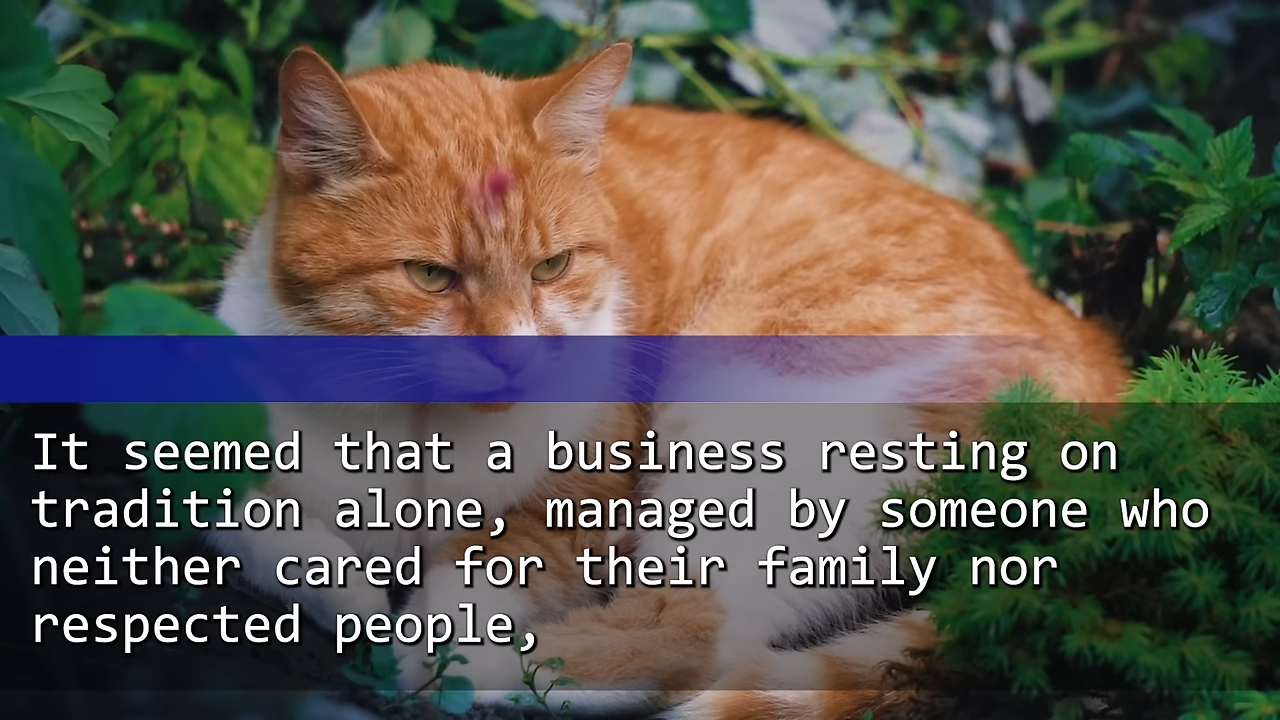 It seemed that a business resting on
tradition alone, managed by someone who
neither cared for their family nor
respected people,